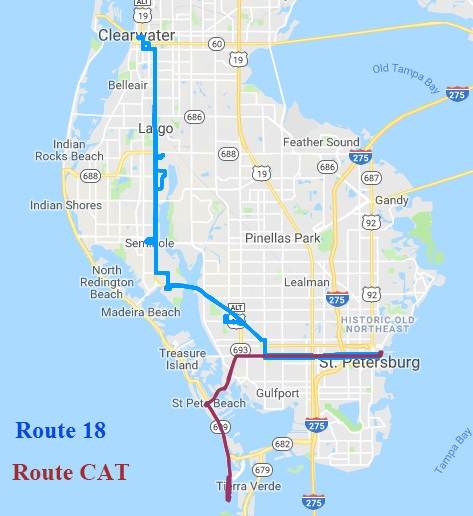 ALT
19
Clearwater
60
19
Old Tampa
Bay
275
Belleair
686
Largo
Indian
Rocks Beach
688
688
Feather Sound
275
686
687
19
Indian Shores
Gandy
92
Seminole
Pinellas Park
North
Redington
Beach
Lealman
275
92
Madeira Beach
ALT
HISTORIC OLD
NORTHEAST
693
Treasure
Island
St. Petersburg
St Pete Beach
Gulfport
Route 18
699
275
682
Route CAT
679
Tierra Verde
275
Tampa Bay